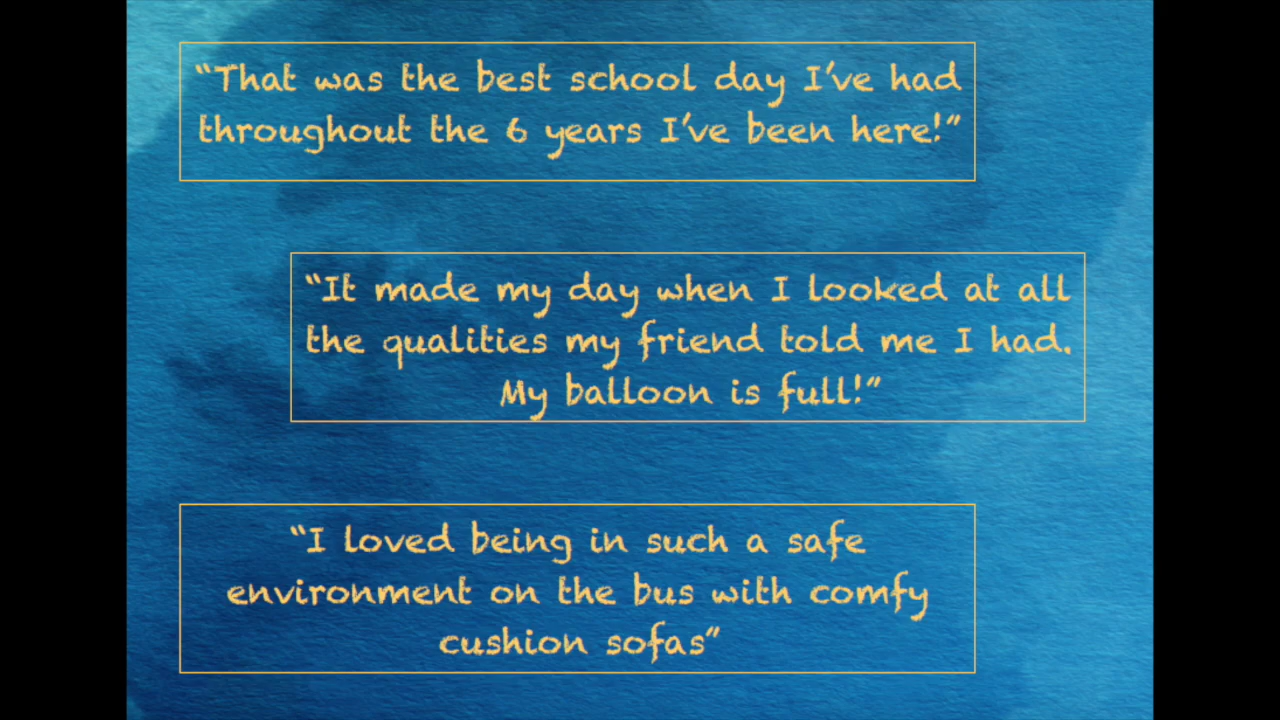 “That was the best school day I’ve had
throughout the 6 years I’ve been here!”
“It made my day when I looked at all
the qualities my friend told me I had.
My balloon is full!”
“I loved being in such a safe
environment on the bus with comfy
cushion sofas”